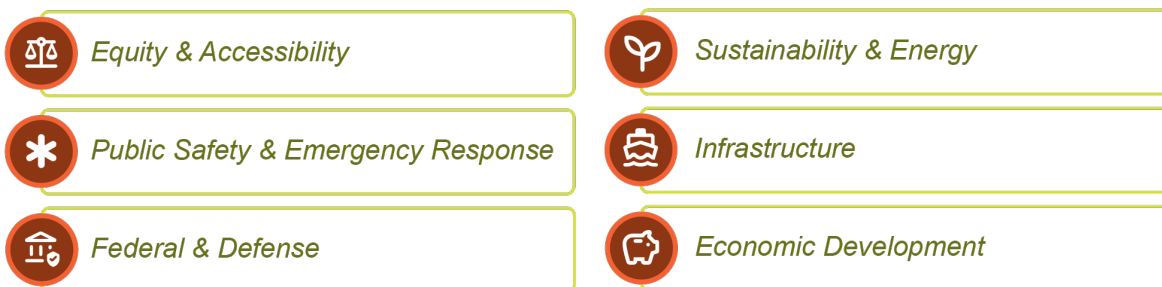 Equity & Accessibility
Public Safety & Emergency Response
Federal & Defense
Sustainability & Energy
Infrastructure
Economic Development